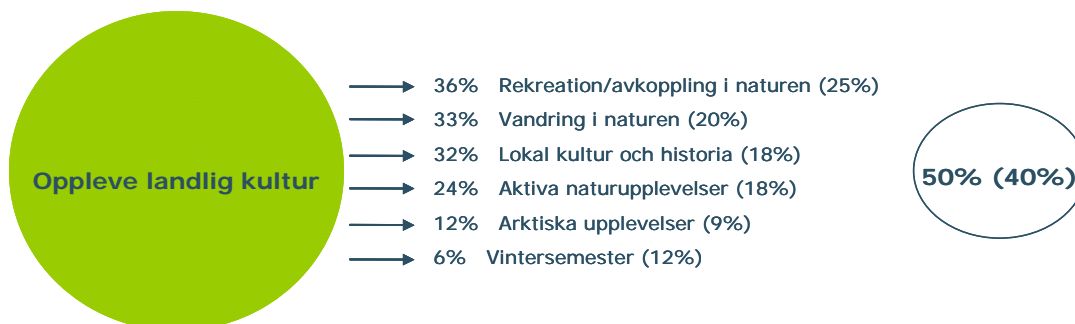 Oppleve landlig kultur
36% Rekreation/avkoppling i naturen (25%)
33% Vandring i naturen (20%)
32% Lokal kultur och historia (18%)
24% Aktiva naturupplevelser (18%)
12% Arktiska upplevelser (9%)
6% Vintersemester (12%)
50% (40%)